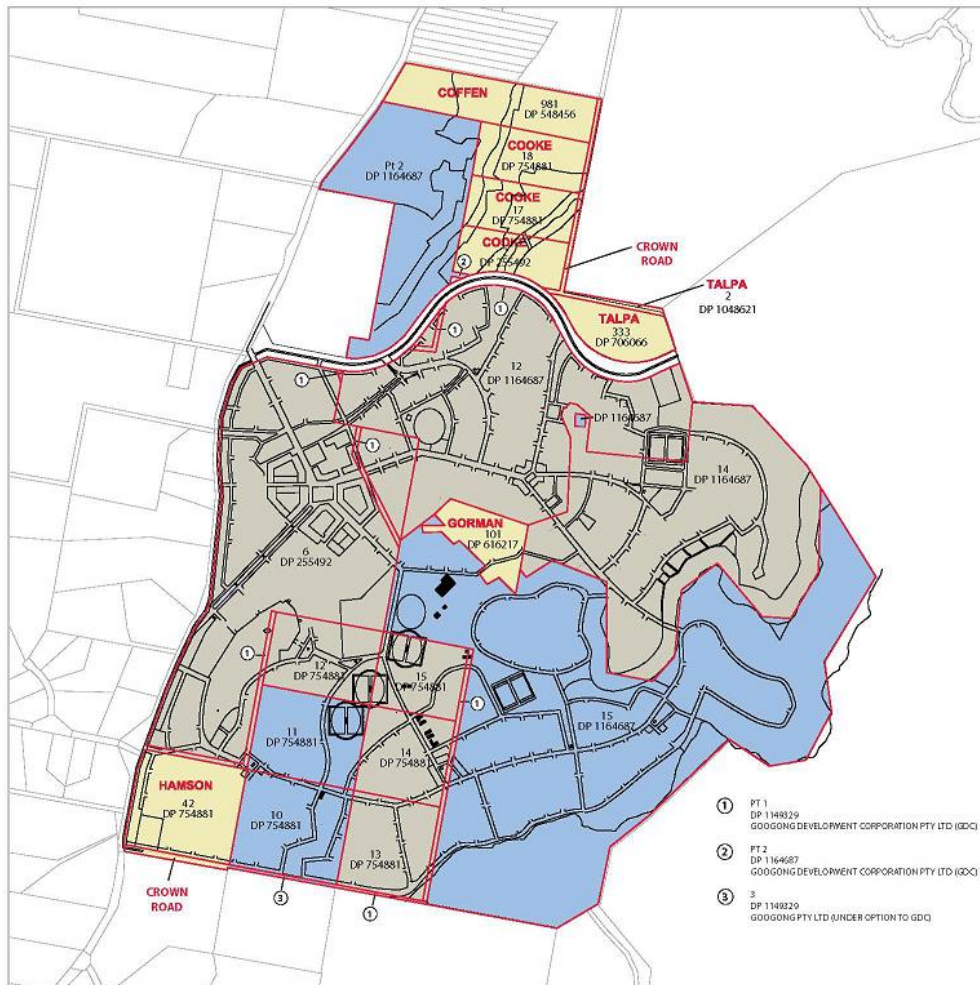 COFFEN
981
DP 548456
COOKE
18
DP 754881
Pt 2
DP 1164687
COOKE
17
DP 754881
COOKE
DP 255492
2
CROWN
ROAD
TALPA
2
DP 1048621
TALPA
333
DP 706066
1
1
12
DP 1164687
1
13
DP 1164687
1
14
DP 1164687
GORMAN
101
DP 616217
6
DP 255492
1
12
DP 754881
15
DP 754881
1
11
DP 754881
15
DP 1164687
14
DP 754881
HAMSON
42
DP 754881
10
DP 754881
13
DP 754881
CROWN
ROAD
3
1
1 PT 1
DP 1149329
GOOGONG DEVELOPMENT CORPORATION PTY LTD (GDC)
2 PT 2
DP 1164687
GOOGONG DEVELOPMENT CORPORATION PTY LTD (GDC)
3 3
DP 1149329
GOOGONG PTY LTD (UNDER OPTION TO GDC)